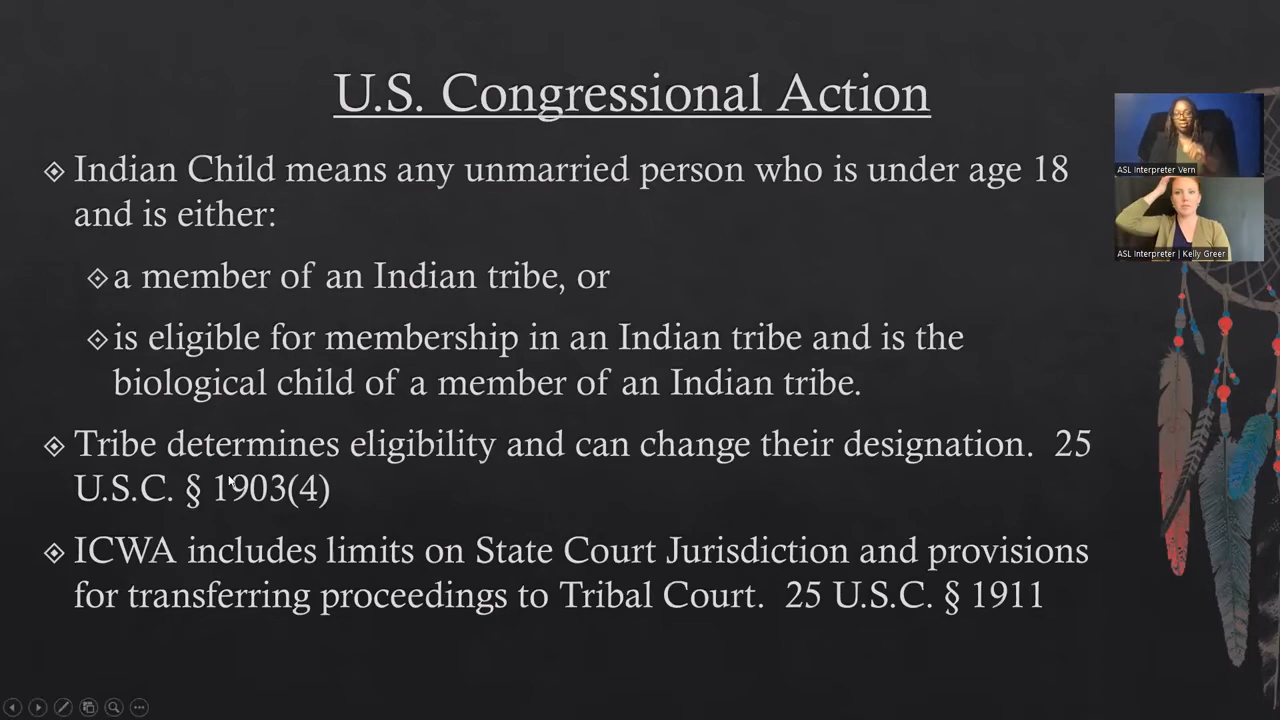 U.S. Congressional Action
Indian Child means any unmarried person who is under age 18
and is either:
a member of an Indian tribe, or
is eligible for membership in an Indian tribe and is the
biological child of a member of an Indian tribe.
Tribe determines eligibility and can change their designation.  25
U.S.C. § 1903(4)
ICWA includes limits on State Court Jurisdiction and provisions
for transferring proceedings to Tribal Court.  25 U.S.C. § 1911
ASL Interpreter Vern
ASL Interpreter | Kelly Greer